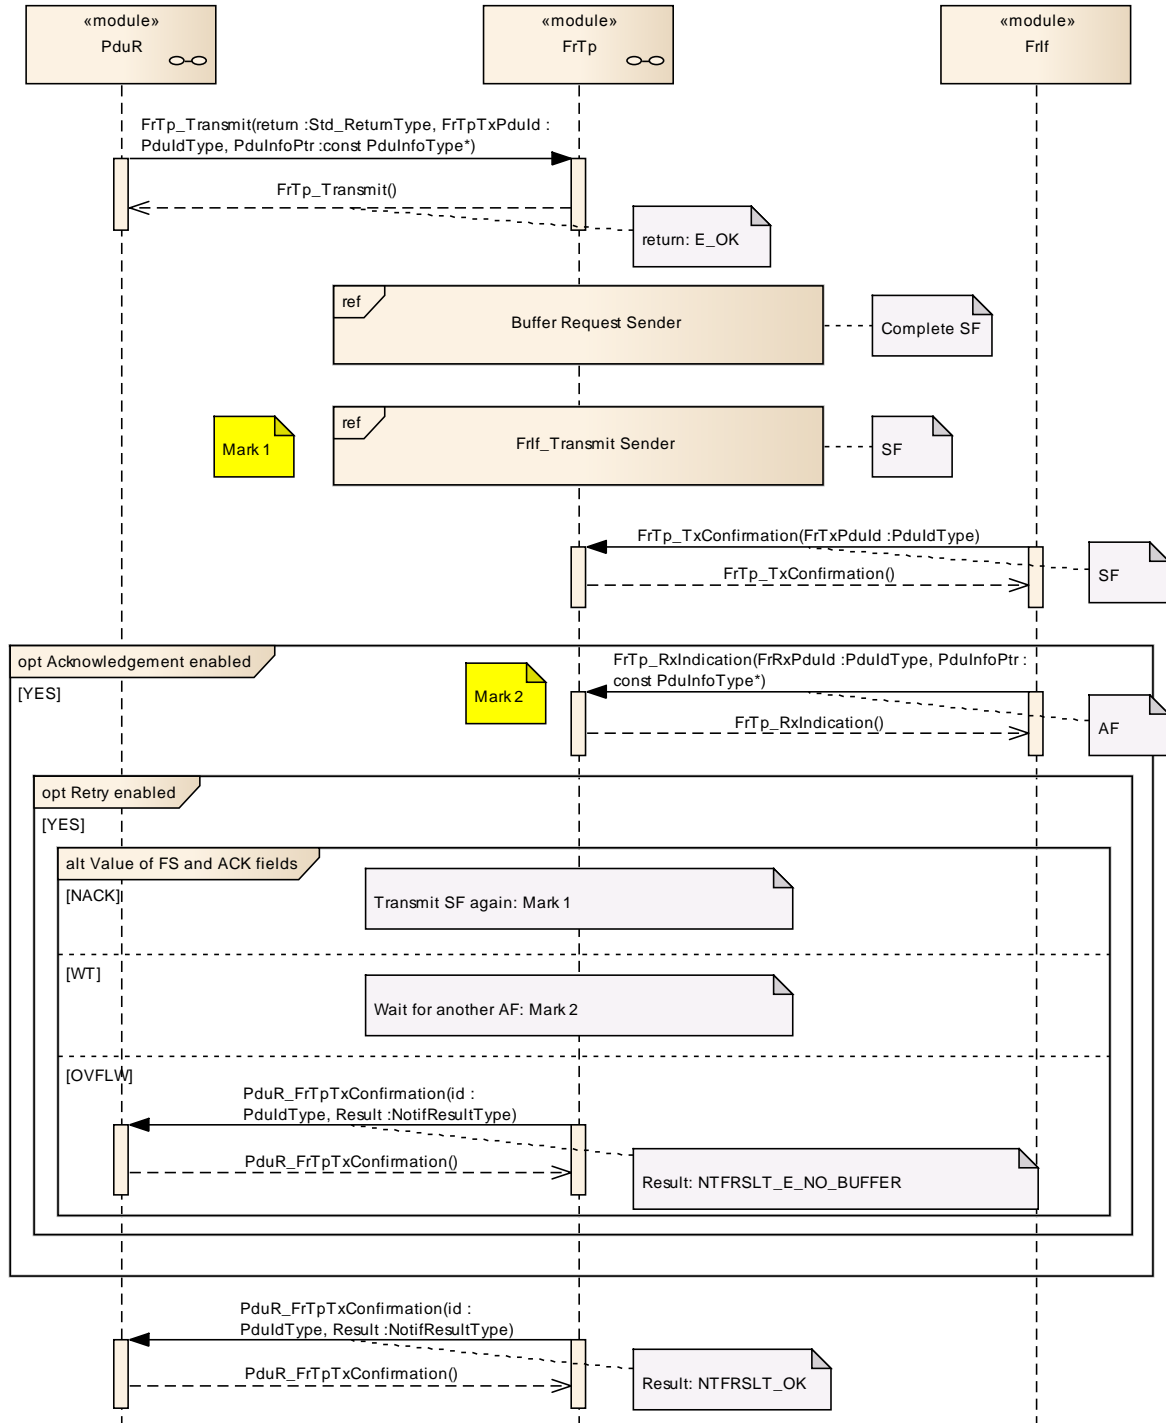 «module»
PduR
«module»
FrTp
«module»
FrIf
FrTp_Transmit(return :Std_ReturnType, FrTpTxPduId :
PduIdType, PduInfoPtr :const PduInfoType*)
FrTp_Transmit()
return: E_OK
ref
Buffer Request Sender
Complete SF
Mark 1
ref
FrIf_Transmit Sender
SF
FrTp_TxConfirmation(FrTxPduId :PduIdType)
FrTp_TxConfirmation()
SF
opt Acknowledgement enabled
[YES]
Mark 2
FrTp_RxIndication(FrRxPduId :PduIdType, PduInfoPtr :
const PduInfoType*)
FrTp_RxIndication()
AF
opt Retry enabled
[YES]
alt Value of FS and ACK fields
[NACK]
Transmit SF again: Mark 1
[WT]
Wait for another AF: Mark 2
[OVFLW]
PduR_FrTpTxConfirmation(id :
PduIdType, Result :NotifResultType)
PduR_FrTpTxConfirmation()
Result: NTFRSLT_E_NO_BUFFER
PduR_FrTpTxConfirmation(id :
PduIdType, Result :NotifResultType)
PduR_FrTpTxConfirmation()
Result: NTFRSLT_OK